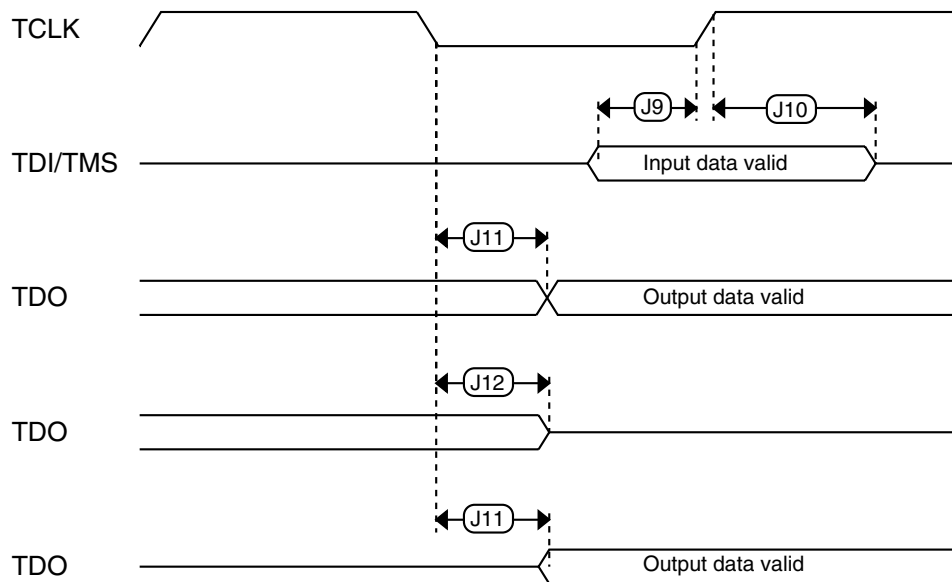 TCLK
J9
J10
TDI/TMS
Input data valid
J11
TDO
Output data valid
J12
TDO
J11
TDO
Output data valid